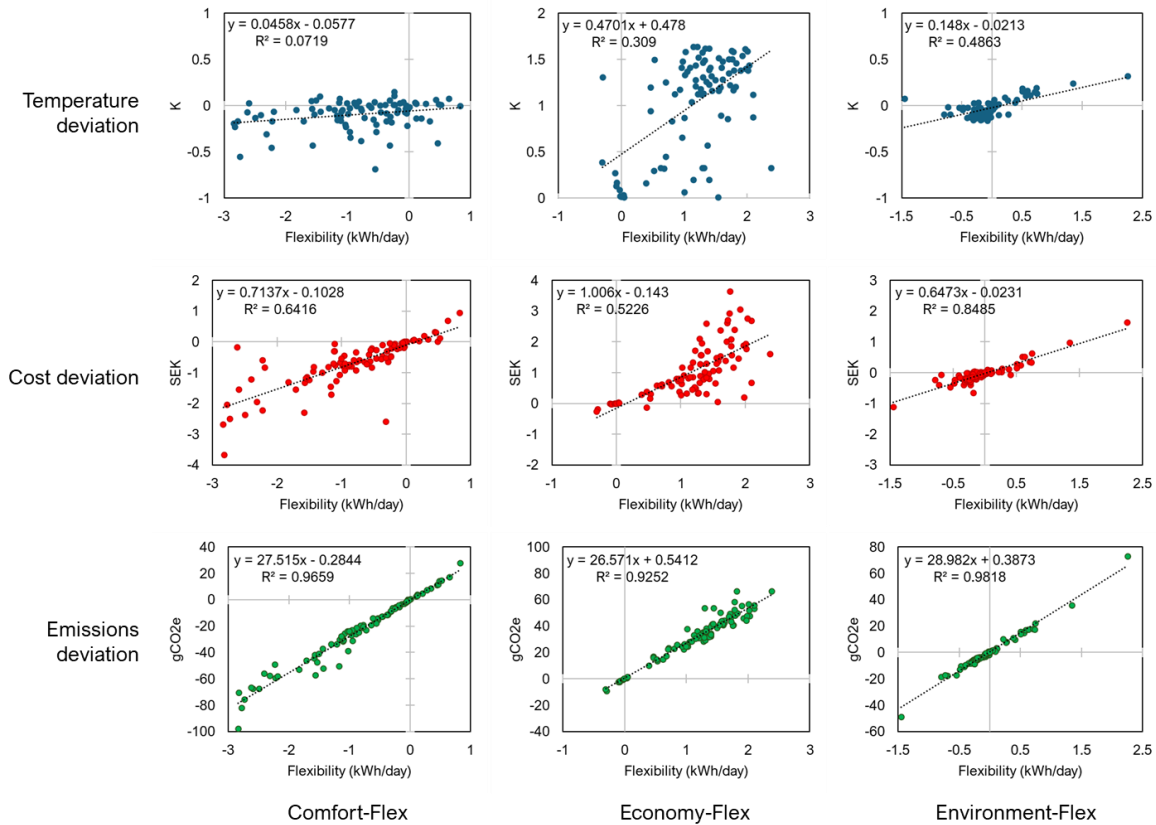 Temperature
deviation
y = 0.0458x - 0.0577
R² = 0.0719
1
0.5
0
-0.5
-1
K
-3 -2 -1 0 1
Flexibility (kWh/day)
y = 0.4701x + 0.478
R² = 0.309
2
1.5
1
0.5
0
K
-1 0 1 2 3
Flexibility (kWh/day)
y = 0.148x - 0.0213
R² = 0.4863
1
0.5
0
-0.5
-1
K
-1.5 -0.5 0.5 1.5 2.5
Flexibility (kWh/day)
Cost deviation
y = 0.7137x - 0.1028
R² = 0.6416
2
1
0
-1
-2
-3
-4
SEK
-3 -2 -1 0 1
Flexibility (kWh/day)
y = 1.006x - 0.143
R² = 0.5226
4
3
2
1
0
-1
-2
SEK
-1 0 1 2 3
Flexibility (kWh/day)
y = 0.6473x - 0.0231
R² = 0.8485
3
2
1
0
-1
-2
-3
SEK
-1.5 -0.5 0.5 1.5 2.5
Flexibility (kWh/day)
Emissions
deviation
y = 27.515x - 0.2844
R² = 0.9659
40
20
0
-20
-40
-60
-80
-100
gCO2e
-3 -2 -1 0 1
Flexibility (kWh/day)
y = 26.571x + 0.5412
R² = 0.9252
100
80
60
40
20
0
-20
-40
gCO2e
-1 0 1 2 3
Flexibility (kWh/day)
y = 28.982x + 0.3873
R² = 0.9818
80
60
40
20
0
-20
-40
-60
gCO2e
-1.5 -0.5 0.5 1.5 2.5
Flexibility (kWh/day)
Comfort-Flex
Economy-Flex
Environment-Flex